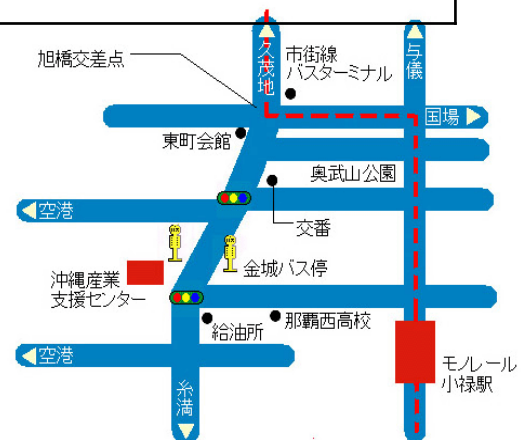 久茂地
与儀
旭橋交差点
市街線
バスターミナル
国場
東町会館
奥武山公園
空港
交番
金城バス停
沖縄産業
支援センター
給油所
那覇西高校
空港
糸満
モノレール
小禄駅